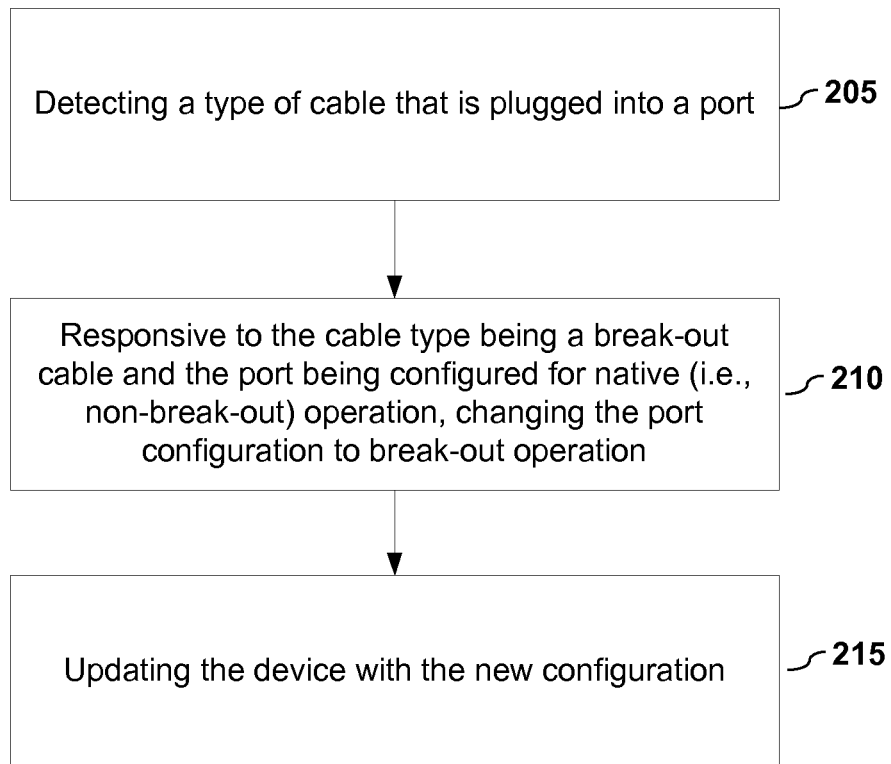 Detecting a type of cable that is plugged into a port
205
Responsive to the cable type being a break-out
cable and the port being configured for native (i.e.,
non-break-out) operation, changing the port
configuration to break-out operation
210
Updating the device with the new configuration
215